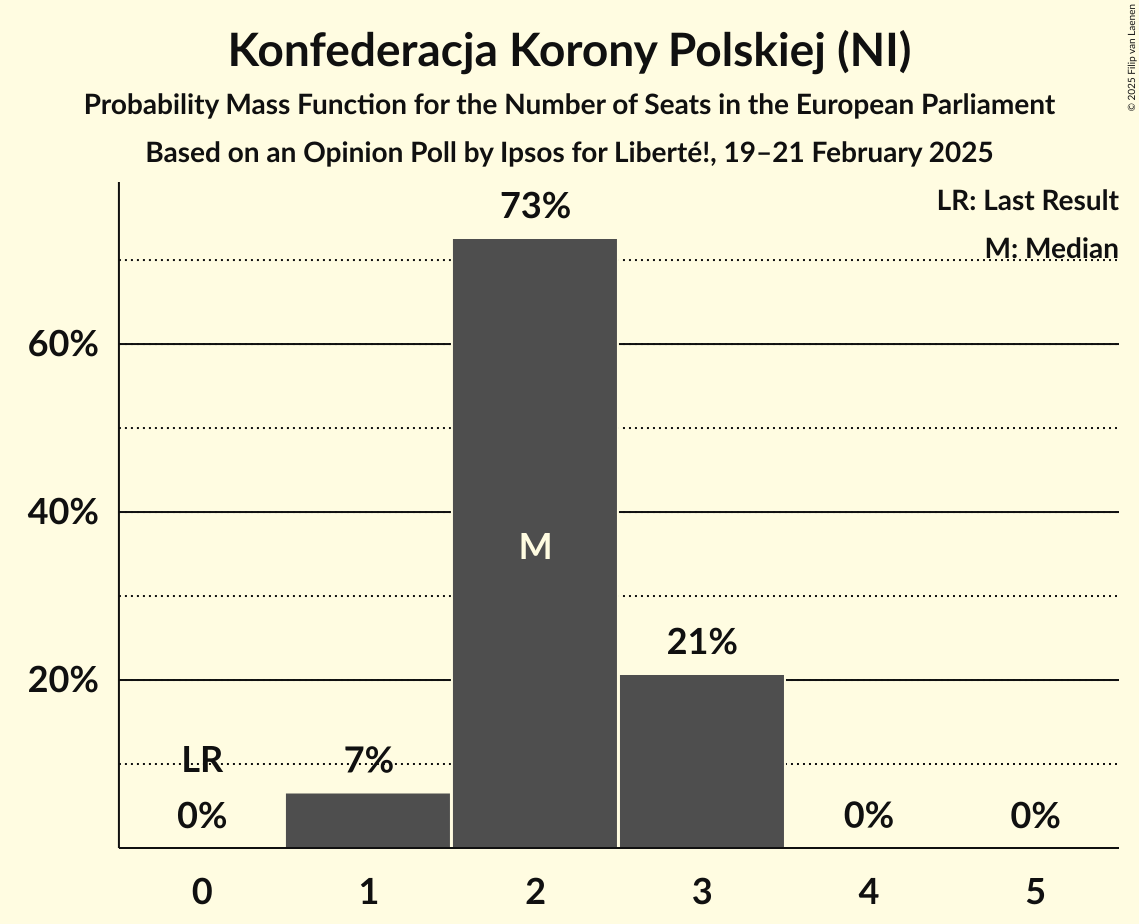 Konfederacja Korony Polskiej (NI)
Probability Mass Function for the Number of Seats in the European Parliament
Based on an Opinion Poll by Ipsos for Liberté!, 19–21 February 2025
© 2025 Filip van Laenen
LR: Last Result
M: Median
73%
60%
40%
M
21%
20%
LR
7%
0%
0%
0%
0 1 2 3 4 5